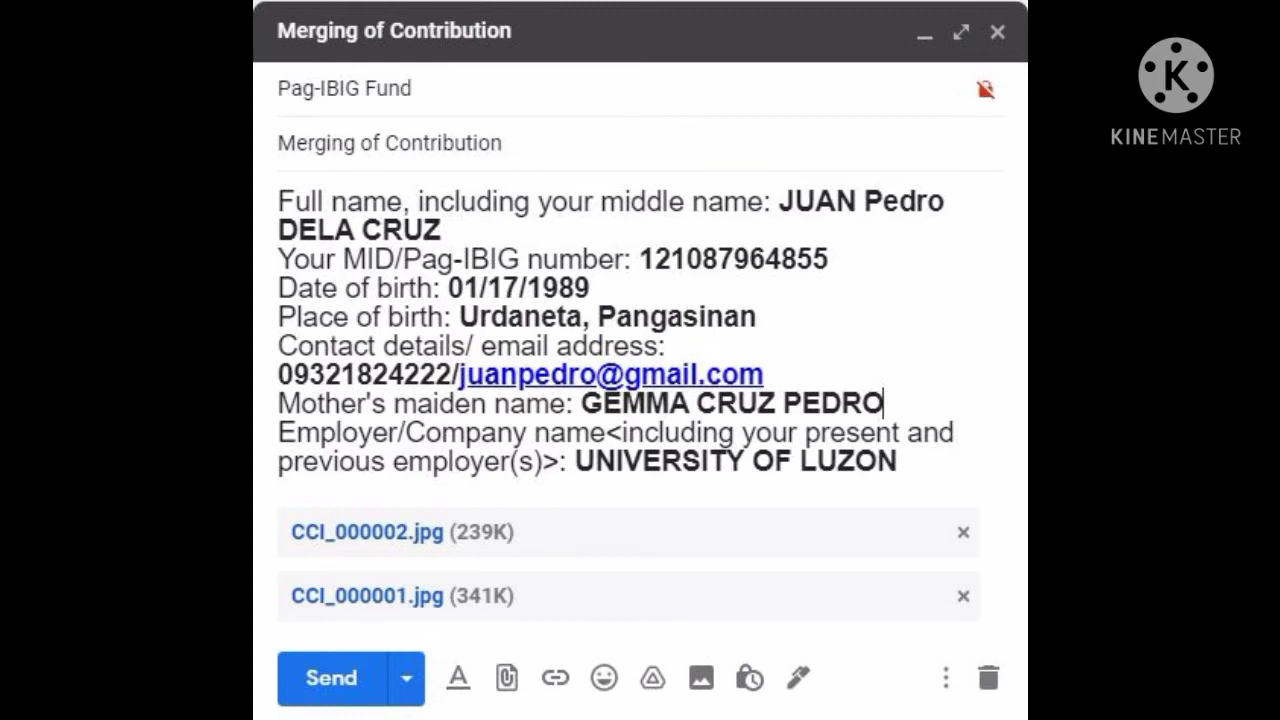 Merging of Contribution
Pag-IBIG Fund
Merging of Contribution
Full name, including your middle name: JUAN Pedro
DELA CRUZ
Your MID/Pag-IBIG number: 121087964855
Date of birth: 01/17/1989
Place of birth: Urdaneta, Pangasinan
Contact details/ email address:
09321824222/juanpedro@gmail.com
Mother's maiden name: GEMMA CRUZ PEDRO
Employer/Company name<including your present and
previous employer(s)>: UNIVERSITY OF LUZON
CCI_000002.jpg (239K)
CCI_000001.jpg (341K)
Send
K
KINEMASTER